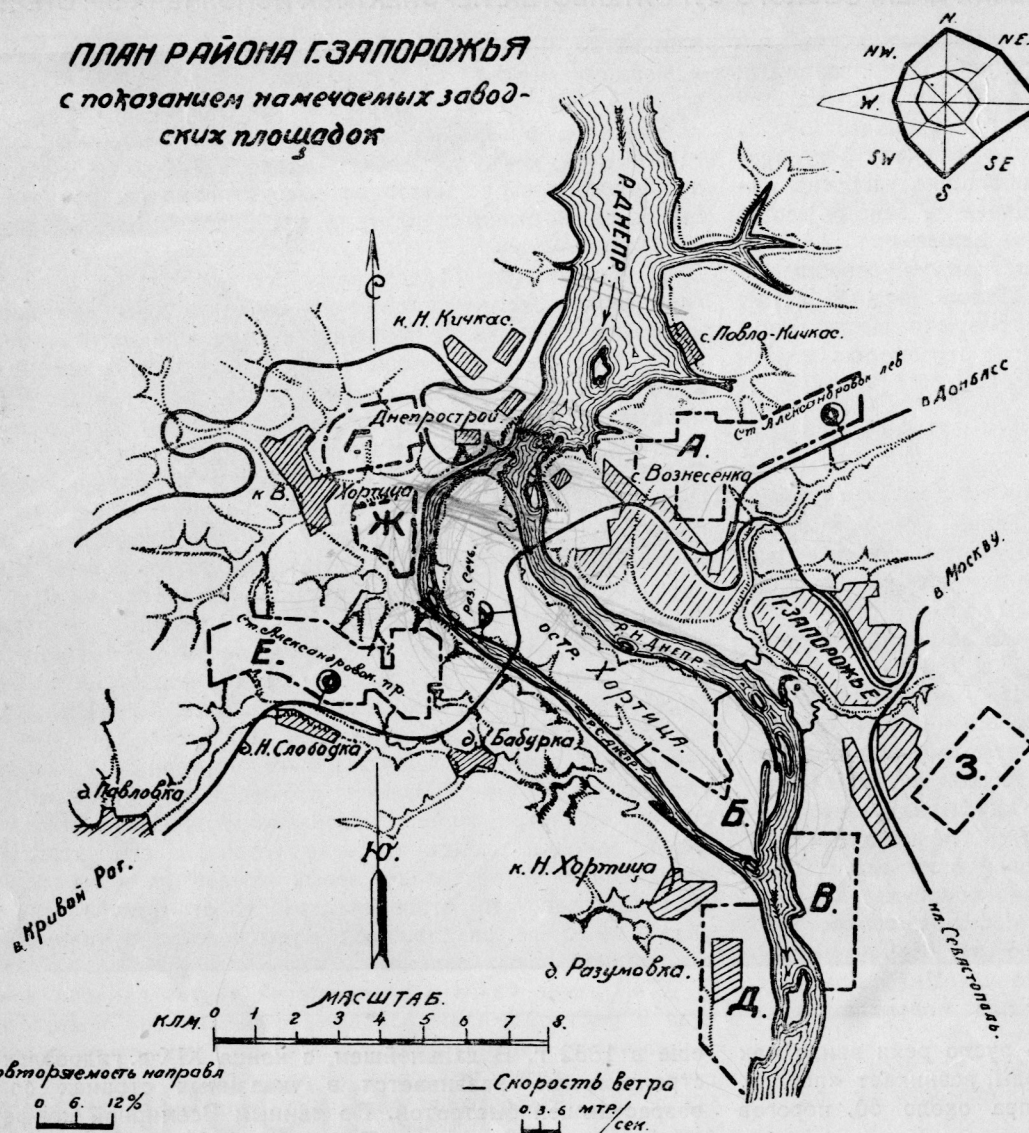 ПЛАН РАЙОНА Г. ЗАПОРОЖЬЯ
с показанием намечаемых завод-
ских площадок
N.
NE.
NW.
W.
SW
SE
S
Р. ДНЕПР.
С
к. Н. Кичкас.
с. Повло-Кичкас.
Днепрострой
Ст Александровск лев
в Донбасс
А.
с. Вознесенка
Г.
к В. Хортица
Ж
раз. Сечь.
в. Москву.
Г. ЗАПОРОЖЬЕ
Р. Н. ДНЕПР
ОСТР. ХОРТИЦА.
ст. Александровск. пр.
Е.
Р. С. ДНЕПР
д. Н. Слободка
д. Бабурка
З.
д. Павловка
Б.
Ю.
к. Н. Хортица
В.
в. Кривой Рог.
д. Разумовка.
Д.
на. Севастополь.
МАСШТАБ.
КЛМ. 0 1 2 3 4 5 6 7 8.
овторяемость направл
0 6. 12%
Скорость ветра
0. 3. 6 мтр./сек.